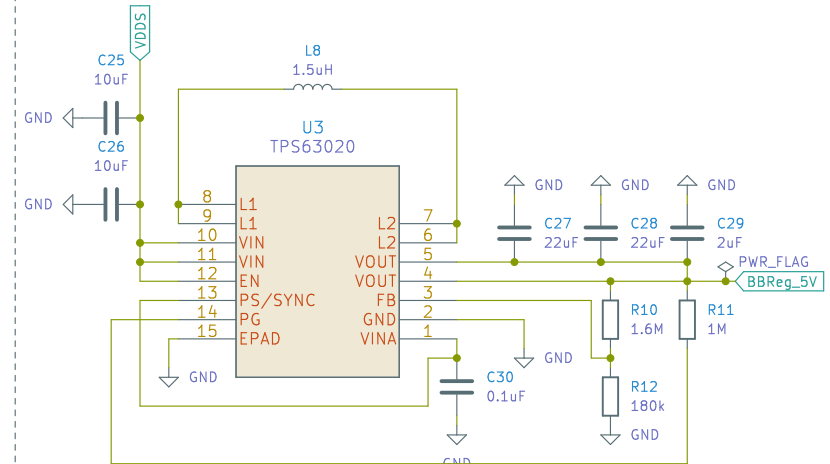 VDDS
C25
10uF
GND
C26
10uF
GND
L8
1.5uH
U3
TPS63020
8 L1
9 L1
10 VIN
11 VIN
12 EN
13 PS/SYNC
14 PG
15 EPAD
L2 7
L2 6
VOUT 5
VOUT 4
FB 3
GND 2
VINA 1
GND
GND
GND
GND
C27
22uF
C28
22uF
C29
2uF
PWR_FLAG
BBReg_5V
R10
1.6M
R11
1M
GND
C30
0.1uF
R12
180k
GND
GND